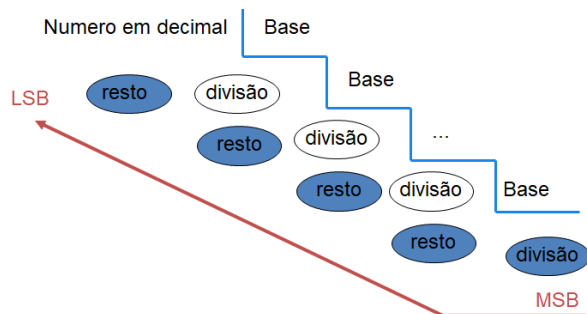 Numero em decimal Base
Base
LSB resto divisão
resto divisão ...
resto divisão Base
resto divisão
MSB